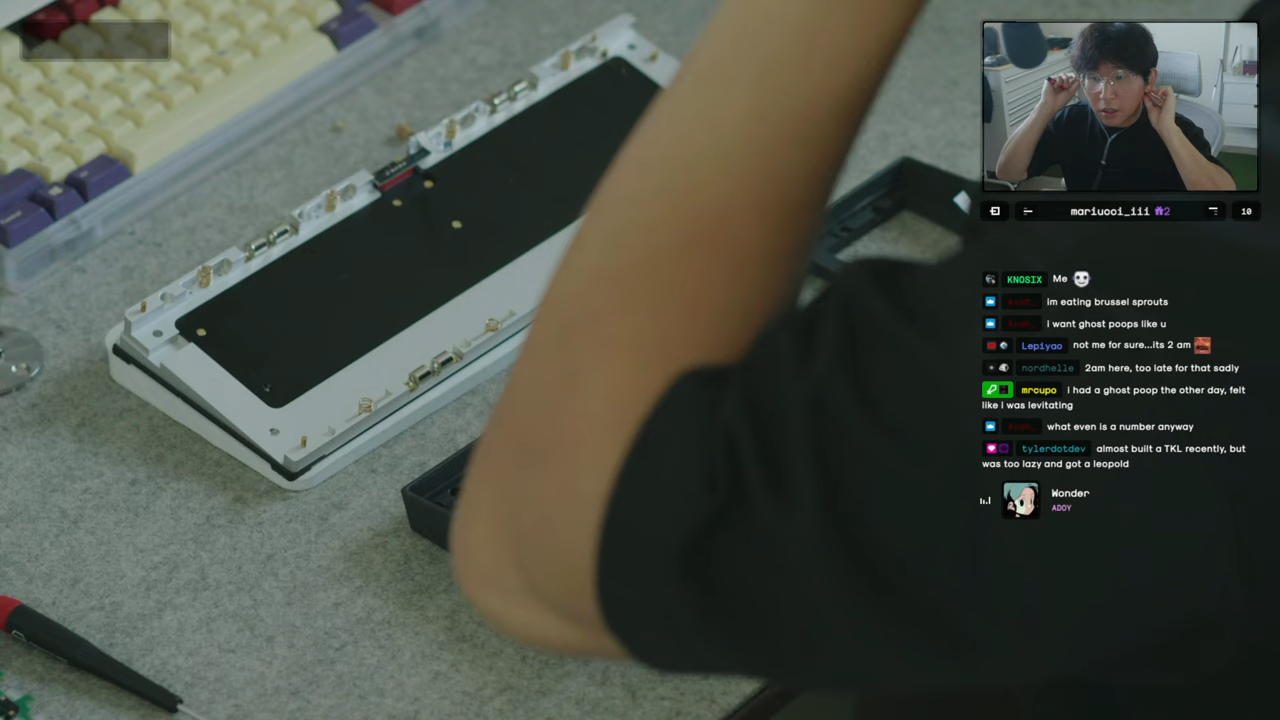 mariucci_iii 2
10
KNOSIX Me
im eating brussel sprouts
i want ghost poops like u
Lepiyao not me for sure...its 2 am
nordhelle 2am here, too late for that sadly
mrcupo I had a ghost poop the other day, felt
like I was levitating
what even is a number anyway
tylerdotdev almost built a TKL recently, but
was too lazy and got a leopold
Wonder
ADDY